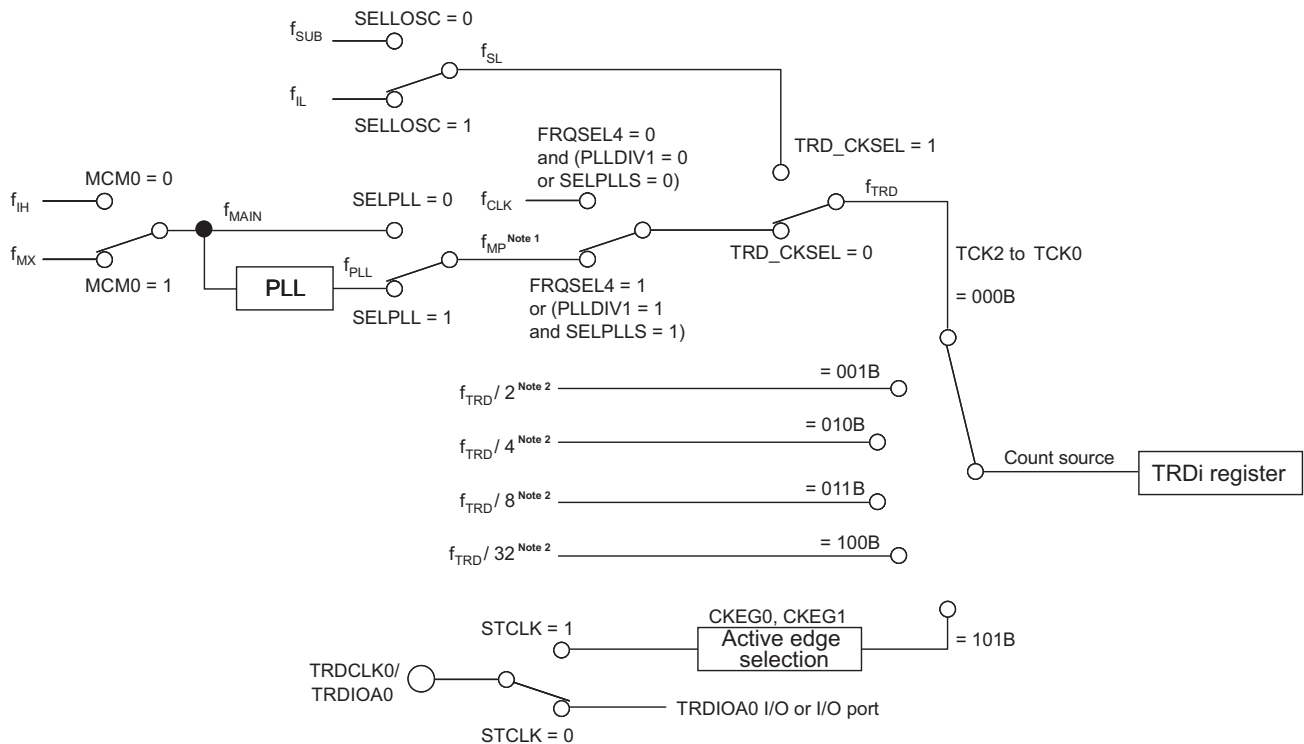 SELLOSC = 0
fSUB
fSL
fIL
SELLOSC = 1
FRQSEL4 = 0
and (PLLDIV1 = 0
or SELPLLS = 0)
TRD_CKSEL = 1
MCM0 = 0
SELPLL = 0
fIH
fCLK
fTRD
fMAIN
fMX
fMP Note 1
TRD_CKSEL = 0
TCK2 to TCK0
MCM0 = 1
PLL
fPLL
SELPLL = 1
FRQSEL4 = 1
or (PLLDIV1 = 1
and SELPLLS = 1)
= 000B
fTRD/ 2 Note 2
= 001B
fTRD/ 4 Note 2
= 010B
Count source
TRDi register
fTRD/ 8 Note 2
= 011B
fTRD/ 32 Note 2
= 100B
STCLK = 1
CKEG0, CKEG1
Active edge
selection
= 101B
TRDCLK0/
TRDIOA0
TRDIOA0 I/O or I/O port
STCLK = 0